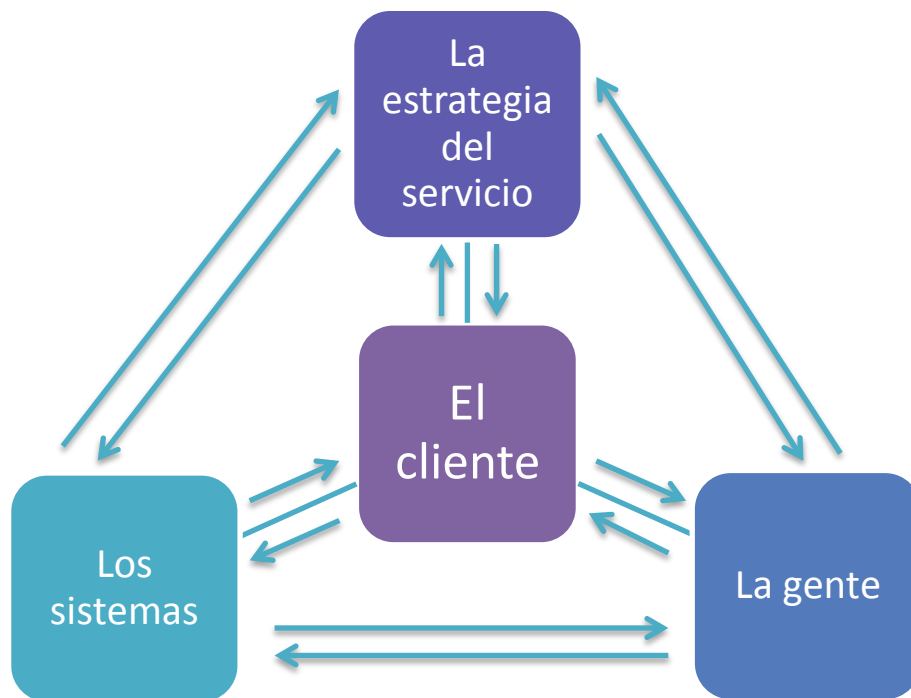 La
estrategia
del
servicio
El
cliente
Los
sistemas
La gente